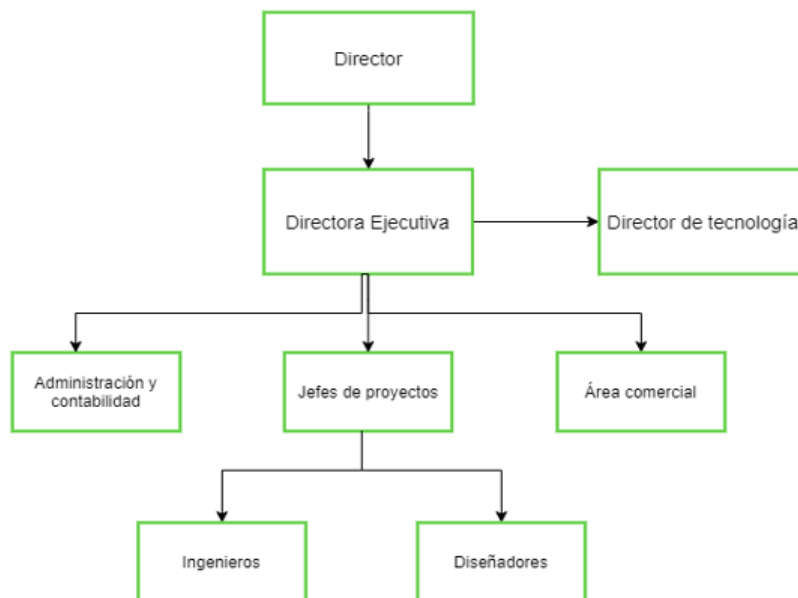 Director
Directora Ejecutiva
Director de tecnología
Administración y
contabilidad
Jefes de proyectos
Área comercial
Ingenieros
Diseñadores